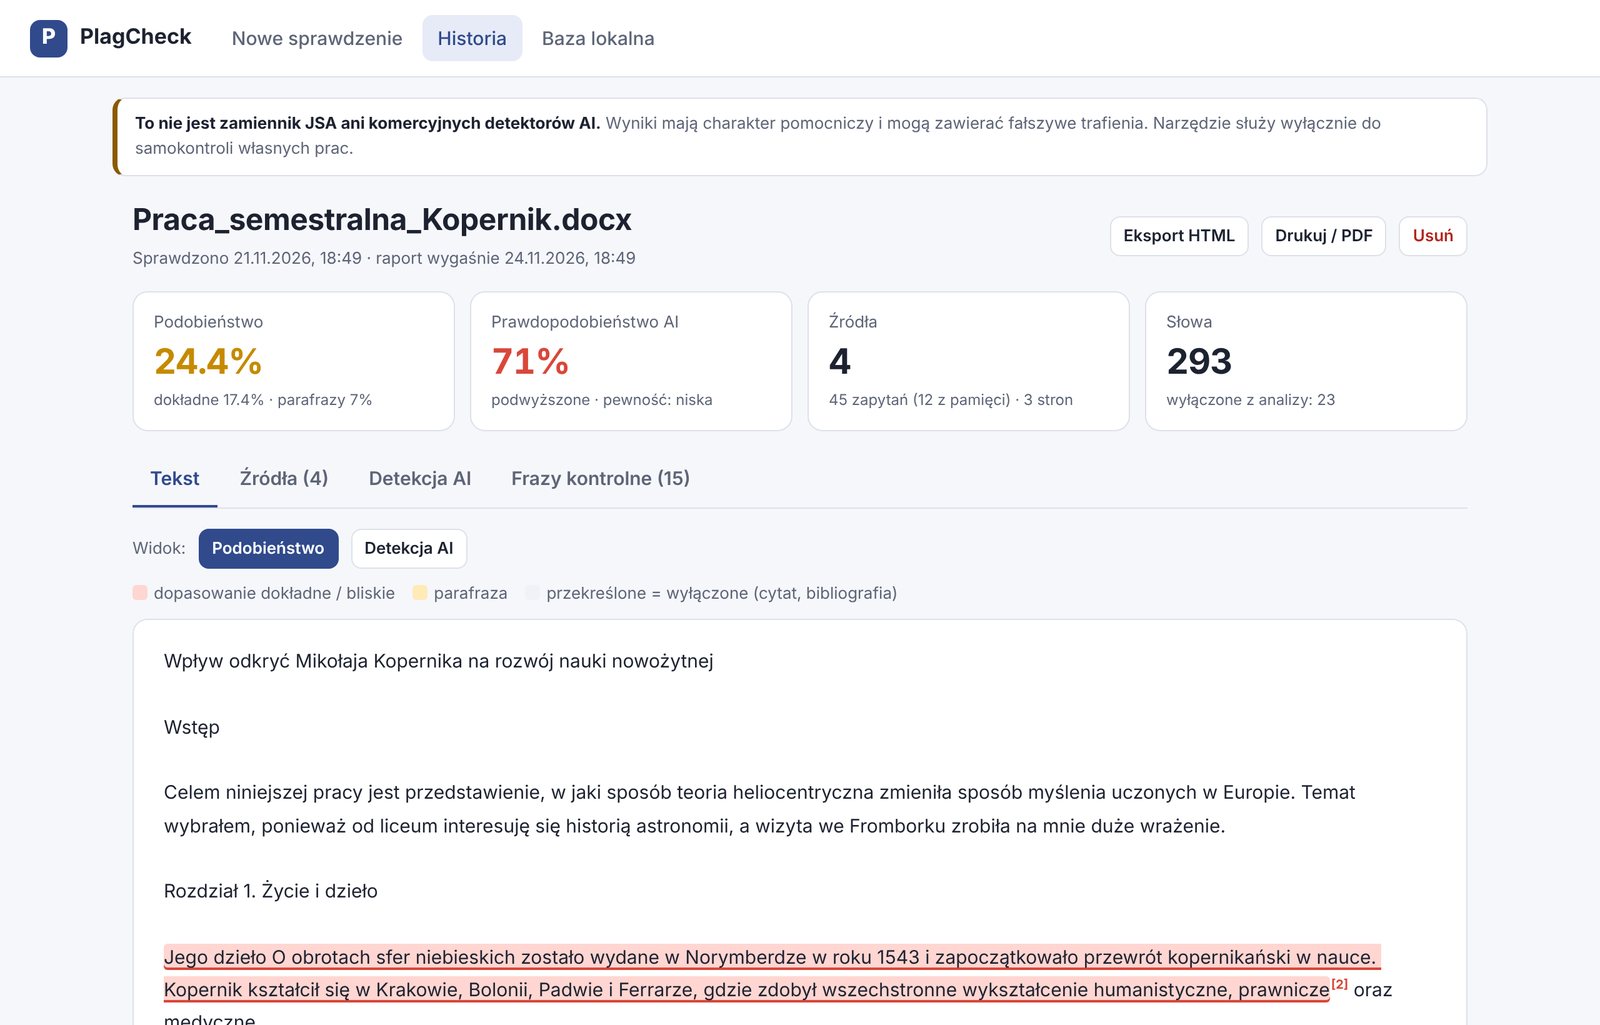 P PlagCheck Nowe sprawdzenie Historia Baza lokalna
To nie jest zamiennik JSA ani komercyjnych detektorów AI. Wyniki mają charakter pomocniczy i mogą zawierać fałszywe trafienia. Narzędzie służy wyłącznie do
samokontroli własnych prac.
Praca_semestralna_Kopernik.docx
Sprawdzono 21.11.2026, 18:49 · raport wygaśnie 24.11.2026, 18:49
Eksport HTML Drukuj / PDF Usuń
Podobieństwo
24.4%
dokładne 17.4% · parafrazy 7%
Prawdopodobieństwo AI
71%
podwyższone · pewność: niska
Źródła
4
45 zapytań (12 z pamięci) · 3 stron
Słowa
293
wyłączone z analizy: 23
Tekst Źródła (4) Detekcja AI Frazy kontrolne (15)
Widok: Podobieństwo Detekcja AI
dopasowanie dokładne / bliskie parafraza przekreślone = wyłączone (cytat, bibliografia)
Wpływ odkryć Mikołaja Kopernika na rozwój nauki nowożytnej
Wstęp
Celem niniejszej pracy jest przedstawienie, w jaki sposób teoria heliocentryczna zmieniła sposób myślenia uczonych w Europie. Temat
wybrałem, ponieważ od liceum interesuję się historią astronomii, a wizyta we Fromborku zrobiła na mnie duże wrażenie.
Rozdział 1. Życie i dzieło
Jego dzieło O obrotach sfer niebieskich zostało wydane w Norymberdze w roku 1543 i zapoczątkowało przewrót kopernikański w nauce.
Kopernik kształcił się w Krakowie, Bolonii, Padwie i Ferrarze, gdzie zdobył wszechstronne wykształcenie humanistyczne, prawnicze[2] oraz
medyczne.